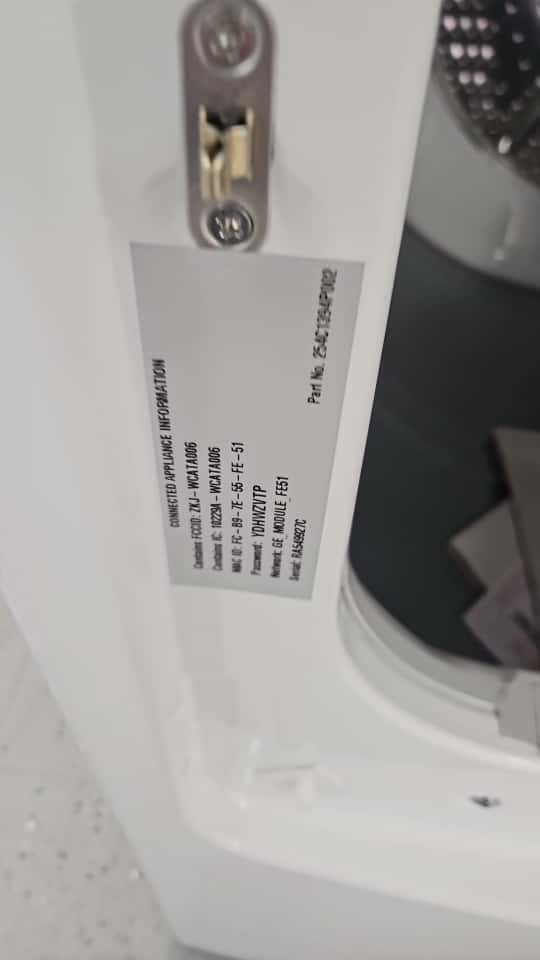 CONNECTED APPLIANCE INFORMATION
Contains FCCID: ZKJ-WCATA006
Contains IC: 10229A-WCATA006
MAC ID: FC-B9-7E-55-FE-51
Password: YDHWZVTP
Network: GE_MODULE_FE51
Serial: RA549927C
Part No. 254C1394P002